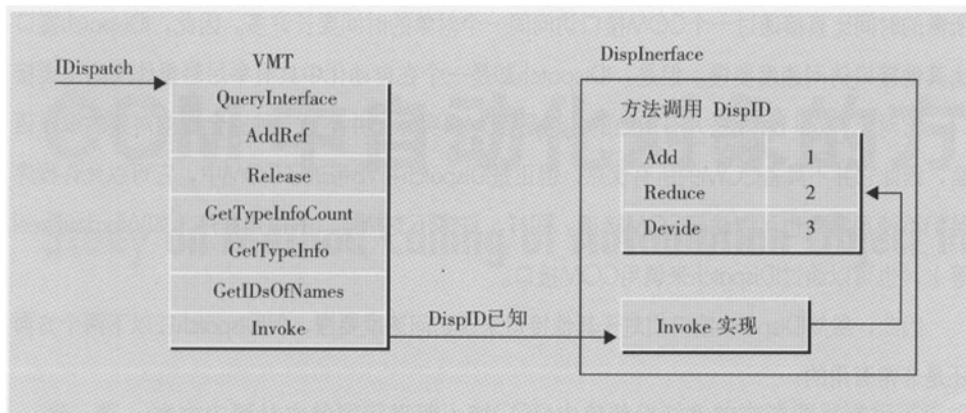 IDispatch
VMT
QueryInterface
AddRef
Release
GetTypeInfoCount
GetTypeInfo
GetIDsOfNames
Invoke
DispID已知
DispInerface
方法调用 DispID
Add 1
Reduce 2
Devide 3
Invoke 实现